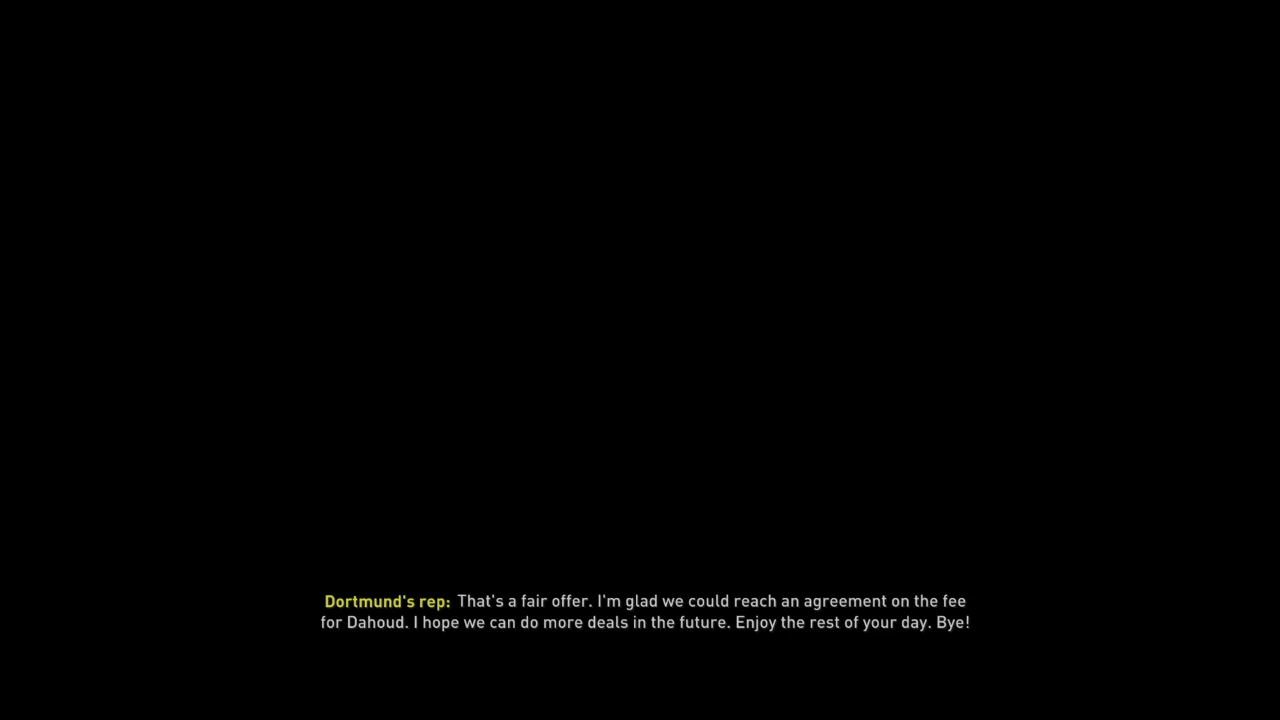 Dortmund's rep: That's a fair offer. I'm glad we could reach an agreement on the fee
for Dahoud. I hope we can do more deals in the future. Enjoy the rest of your day. Bye!